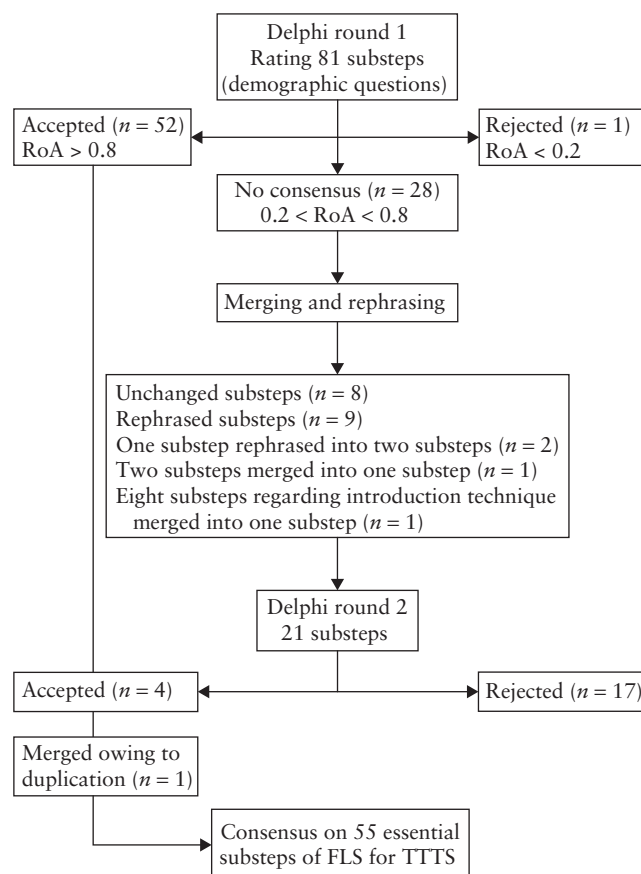 Delphi round 1
Rating 81 substeps
(demographic questions)
Accepted (n = 52)
RoA > 0.8
Rejected (n = 1)
RoA < 0.2
No consensus (n = 28)
0.2 < RoA < 0.8
Merging and rephrasing
Unchanged substeps (n = 8)
Rephrased substeps (n = 9)
One substep rephrased into two substeps (n = 2)
Two substeps merged into one substep (n = 1)
Eight substeps regarding introduction technique
merged into one substep (n = 1)
Delphi round 2
21 substeps
Accepted (n = 4)
Rejected (n = 17)
Merged owing to
duplication (n = 1)
Consensus on 55 essential
substeps of FLS for TTTS